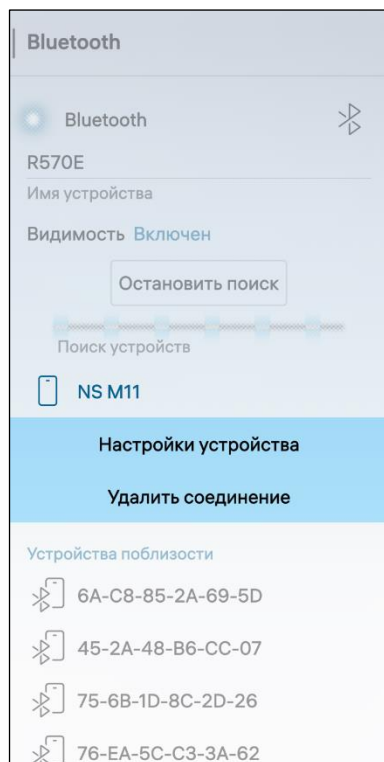 Bluetooth
Bluetooth
R570E
Имя устройства
Видимость Включен
Остановить поиск
Поиск устройств
NS M11
Настройки устройства
Удалить соединение
Устройства поблизости
6A-C8-85-2A-69-5D
45-2A-48-B6-CC-07
75-6B-1D-8C-2D-26
76-EA-5C-C3-3A-62